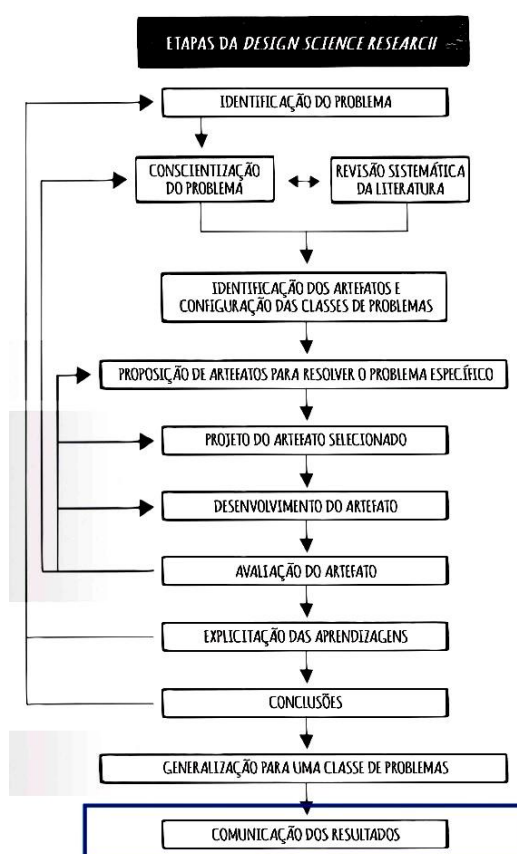 ETAPAS DA DESIGN SCIENCE RESEARCH
IDENTIFICAÇÃO DO PROBLEMA
CONSCIENTIZAÇÃO
DO PROBLEMA
REVISÃO SISTEMÁTICA
DA LITERATURA
IDENTIFICAÇÃO DOS ARTEFATOS E
CONFIGURAÇÃO DAS CLASSES DE PROBLEMAS
PROPOSIÇÃO DE ARTEFATOS PARA RESOLVER O PROBLEMA ESPECÍFICO
PROJETO DO ARTEFATO SELECIONADO
DESENVOLVIMENTO DO ARTEFATO
AVALIAÇÃO DO ARTEFATO
EXPLICITAÇÃO DAS APRENDIZAGENS
CONCLUSÕES
GENERALIZAÇÃO PARA UMA CLASSE DE PROBLEMAS
COMUNICAÇÃO DOS RESULTADOS